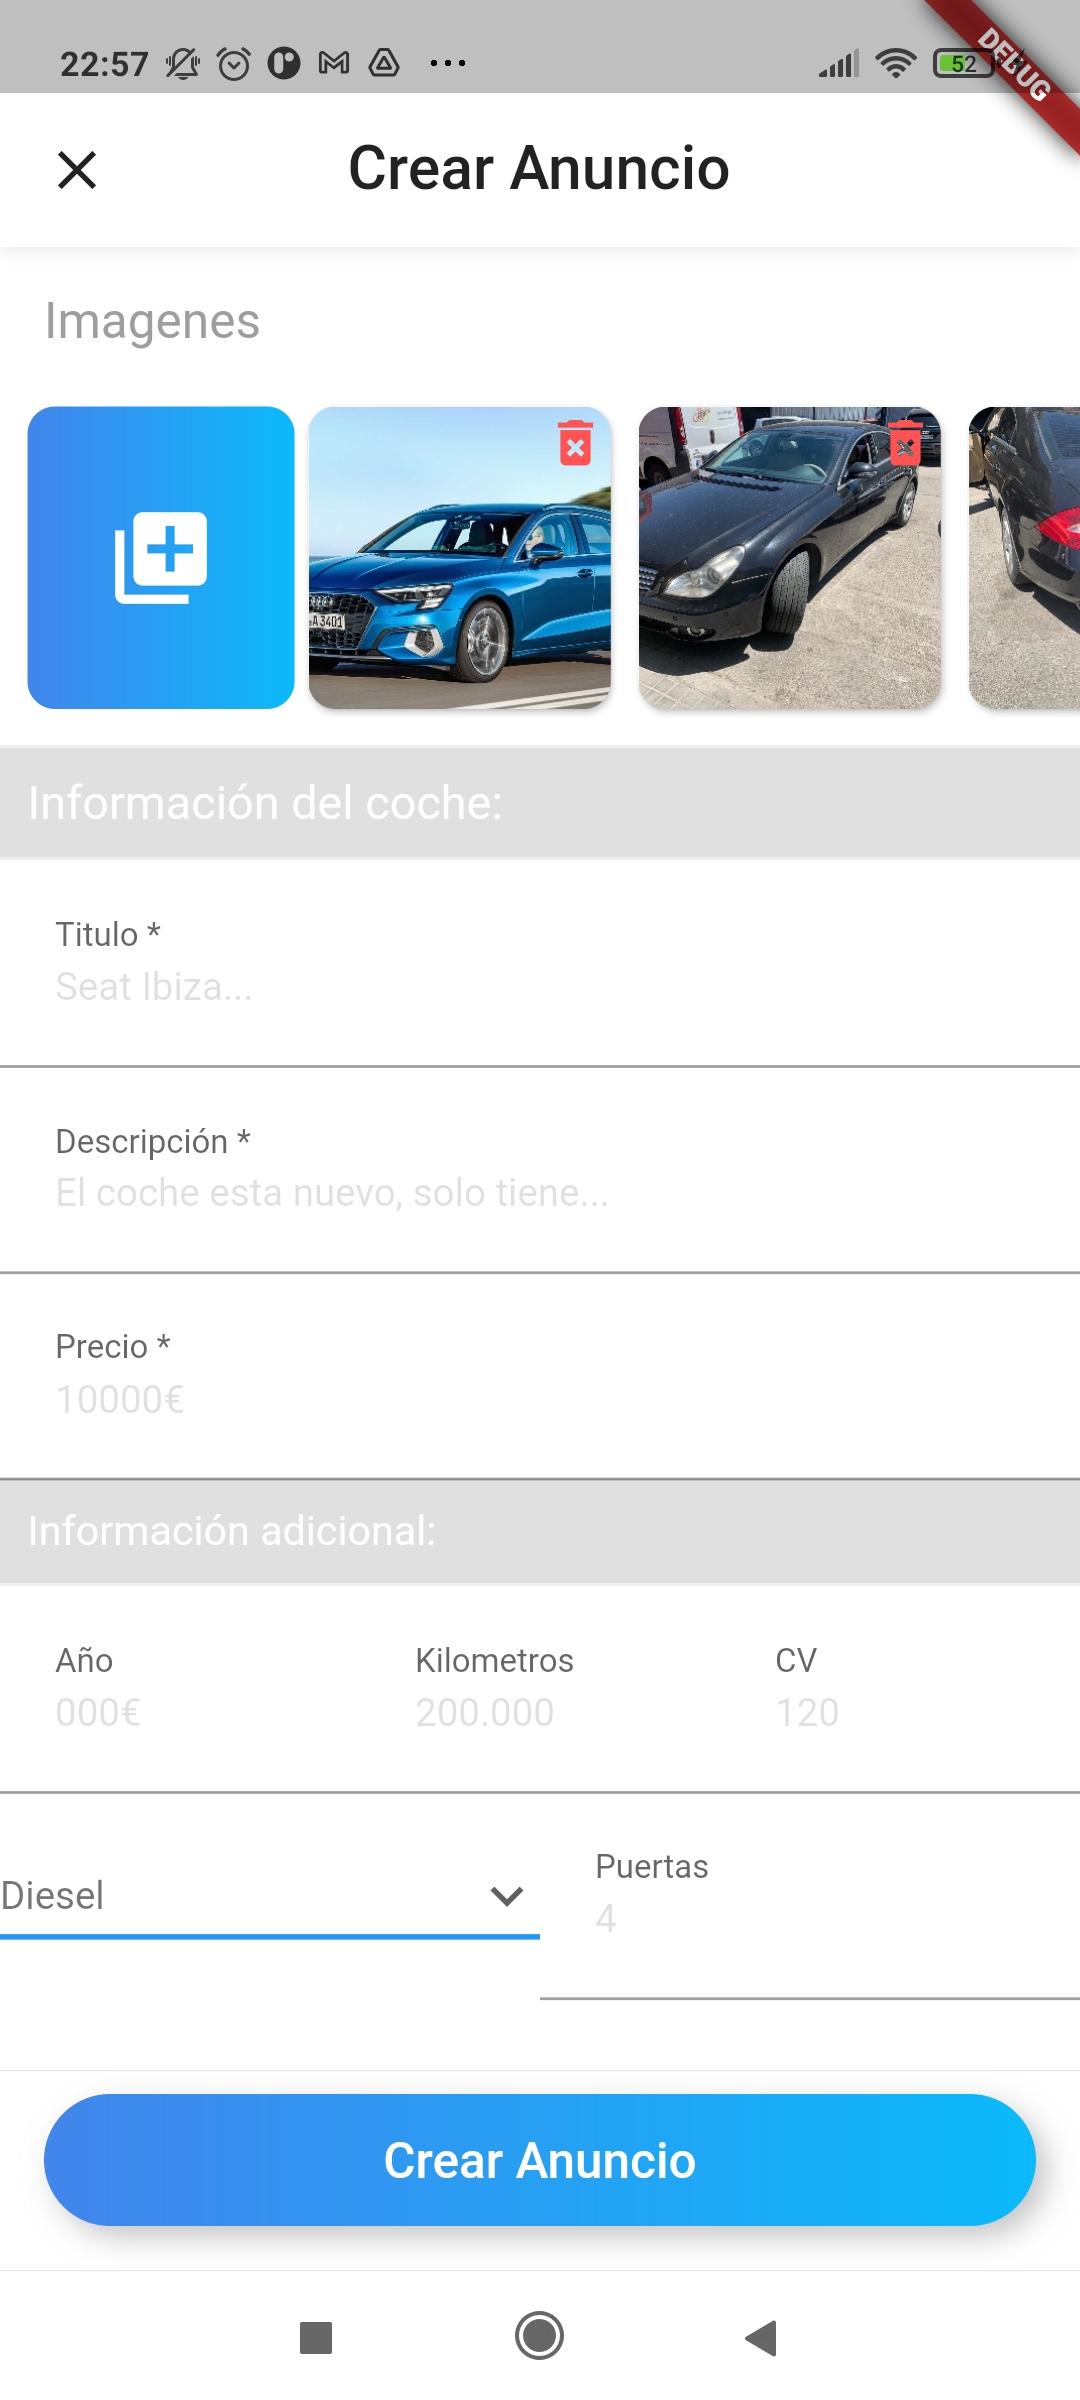 22:57
52
DEBUG
Crear Anuncio
Imagenes
A 3401
Información del coche:
Titulo *
Seat Ibiza...
Descripción *
El coche esta nuevo, solo tiene...
Precio *
10000€
Información adicional:
Año Kilometros CV
000€ 200.000 120
Diesel
Puertas
4
Crear Anuncio